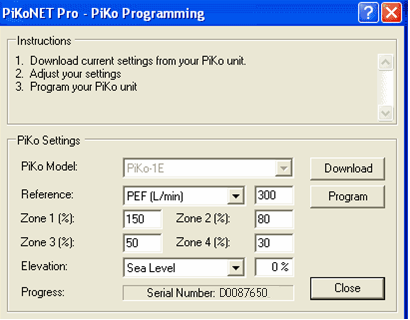 PiKoNET Pro - PiKo Programming
Instructions
1. Download current settings from your PiKo unit.
2. Adjust your settings
3. Program your PiKo unit
PiKo Settings
PiKo Model: PiKo-1E Download
Reference: PEF (L/min) 300 Program
Zone 1 (%): 150 Zone 2 (%): 80
Zone 3 (%): 50 Zone 4 (%): 30
Elevation: Sea Level 0 %
Progress: Serial Number: D0087650 Close